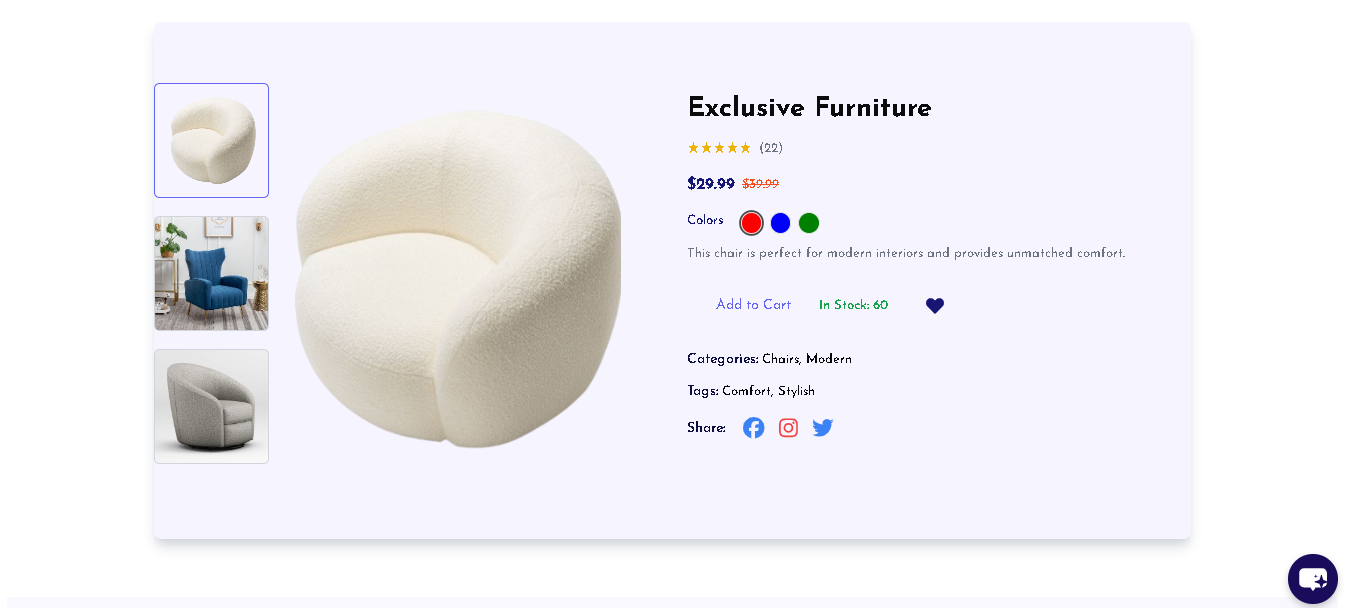 Exclusive Furniture
★★★★★ (22)
$29.99 $39.99
Colors
This chair is perfect for modern interiors and provides unmatched comfort.
Add to Cart In Stock: 60
Categories: Chairs, Modern
Tags: Comfort, Stylish
Share: